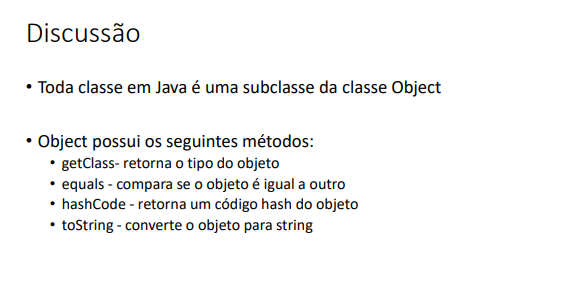 Discussão
• Toda classe em Java é uma subclasse da classe Object
• Object possui os seguintes métodos:
• getClass- retorna o tipo do objeto
• equals - compara se o objeto é igual a outro
• hashCode - retorna um código hash do objeto
• toString - converte o objeto para string